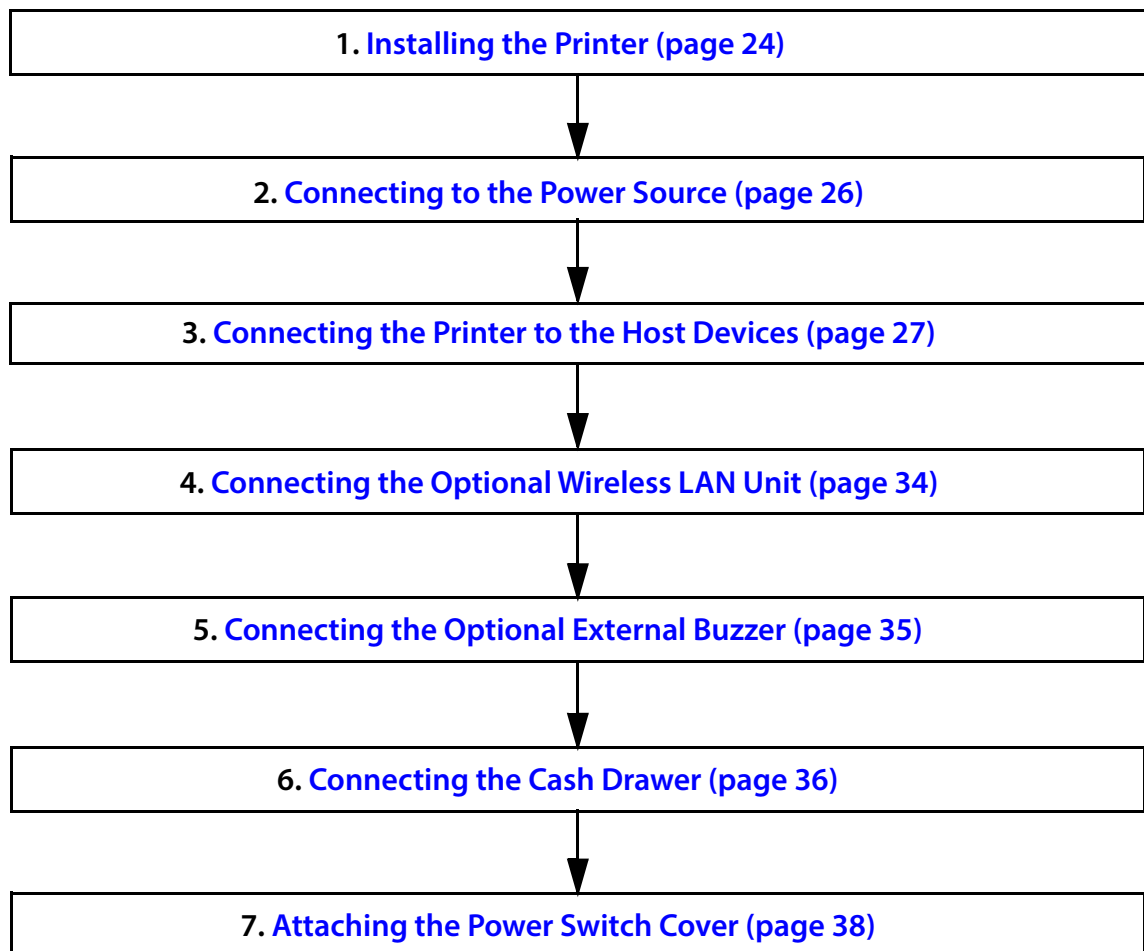 1. Installing the Printer (page 24)
2. Connecting to the Power Source (page 26)
3. Connecting the Printer to the Host Devices (page 27)
4. Connecting the Optional Wireless LAN Unit (page 34)
5. Connecting the Optional External Buzzer (page 35)
6. Connecting the Cash Drawer (page 36)
7. Attaching the Power Switch Cover (page 38)